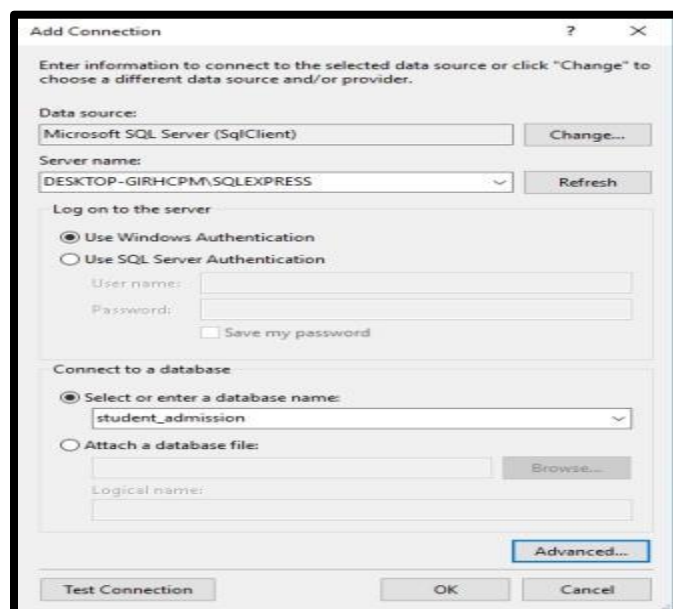 Add Connection ? ×
Enter information to connect to the selected data source or click "Change" to
choose a different data source and/or provider.
Data source:
Microsoft SQL Server (SqlClient) Change...
Server name:
DESKTOP-GIRHCPM\SQLEXPRESS Refresh
Log on to the server
Use Windows Authentication
Use SQL Server Authentication
User name:
Password:
Save my password
Connect to a database
Select or enter a database name:
student_admission
Attach a database file:
Browse...
Logical name:
Advanced...
Test Connection OK Cancel